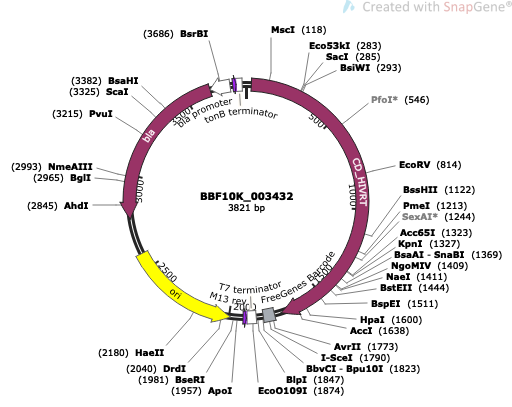 Created with SnapGene®
(3686) BsrBI
MscI (118)
Eco53kI (283)
SacI (285)
BsiWI (293)
PfoI* (546)
EcoRV (814)
BssHII (1122)
PmeI (1213)
SexAI* (1244)
Acc65I (1323)
KpnI (1327)
BsaAI - SnaBI (1369)
NgoMIV (1409)
NaeI (1411)
BstEII (1444)
BspEI (1511)
HpaI (1600)
AccI (1638)
AvrII (1773)
I-SceI (1790)
BbvCI - Bpu10I (1823)
BlpI (1847)
EcoO109I (1874)
(1957) ApoI
(1981) BseRI
(2040) DrdI
(2180) HaeII
(2845) AhdI
(2965) BglI
(2993) NmeAIII
(3215) PvuI
(3325) ScaI
(3382) BsaHI
bla promoter
tonB terminator
bla
CD_HIVRT
BBF10K_003432
3821 bp
500
1000
1500
2000
2500
3000
3500
T7 terminator
M13 rev
FreeGenes Barcode
ori